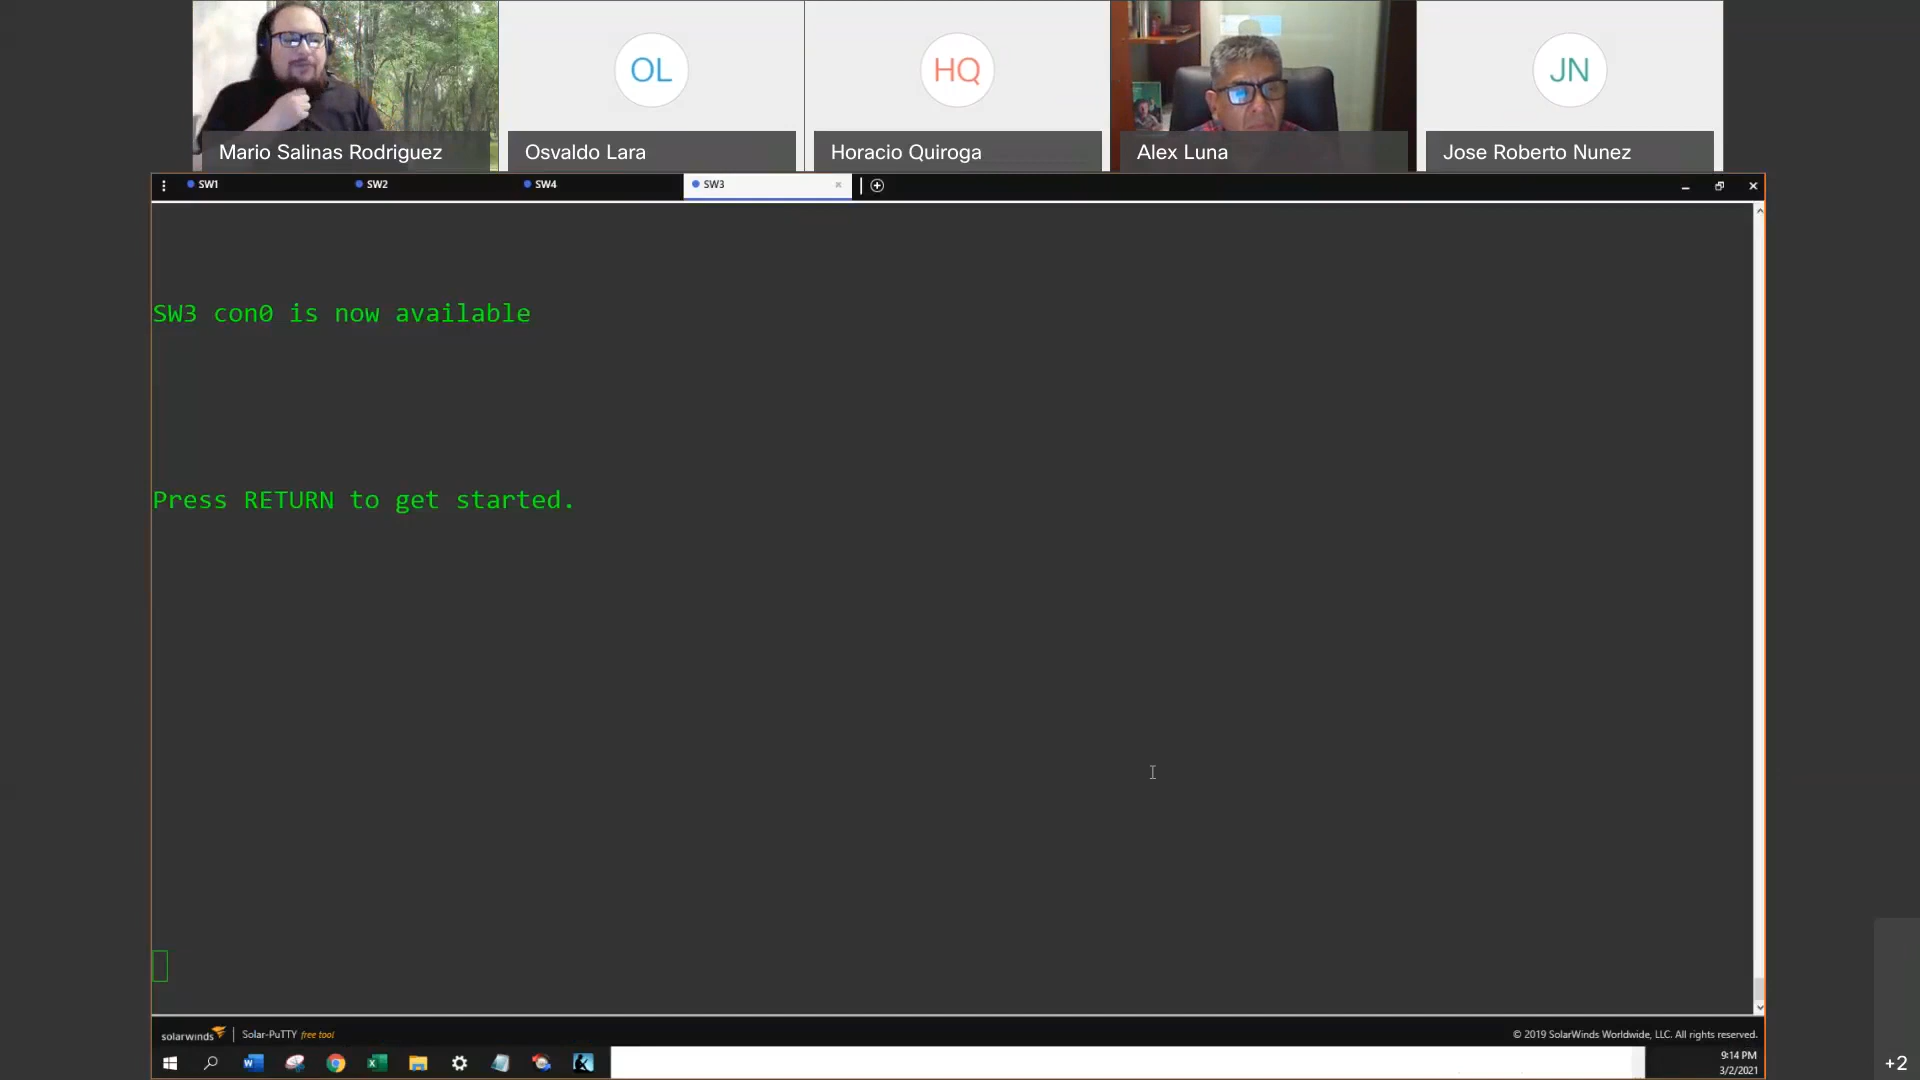 OL
HQ
JN
Mario Salinas Rodriguez
Osvaldo Lara
Horacio Quiroga
Alex Luna
Jose Roberto Nunez
SW1
SW2
SW4
SW3
SW3 con0 is now available
Press RETURN to get started.
solarwinds
Solar-PuTTY free tool
© 2019 SolarWinds Worldwide, LLC. All rights reserved.
9:14 PM
3/2/2021
+2